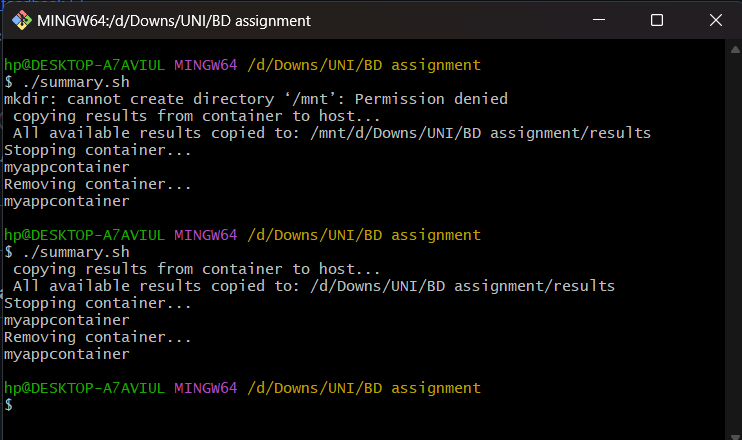 MINGW64:/d/Downs/UNI/BD assignment
hp@DESKTOP-A7AVIUL MINGW64 /d/Downs/UNI/BD assignment
$ ./summary.sh
mkdir: cannot create directory ‘/mnt’: Permission denied
 copying results from container to host...
 All available results copied to: /mnt/d/Downs/UNI/BD assignment/results
Stopping container...
myappcontainer
Removing container...
myappcontainer
hp@DESKTOP-A7AVIUL MINGW64 /d/Downs/UNI/BD assignment
$ ./summary.sh
 copying results from container to host...
 All available results copied to: /d/Downs/UNI/BD assignment/results
Stopping container...
myappcontainer
Removing container...
myappcontainer
hp@DESKTOP-A7AVIUL MINGW64 /d/Downs/UNI/BD assignment
$